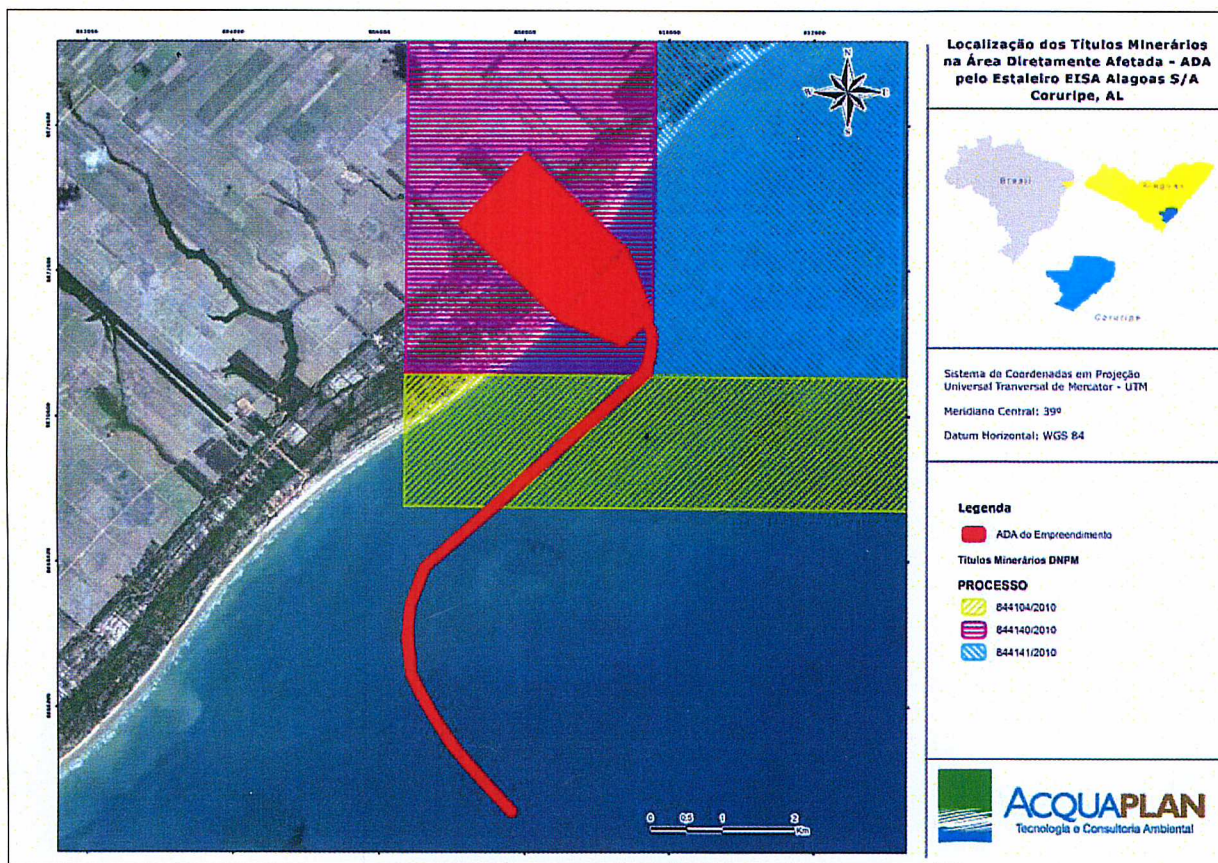 Localização dos Títulos Minerários
na Área Diretamente Afetada - ADA
pelo Estaleiro EISA Alagoas S/A
Coruripe, AL
N
W
E
S
Brasil
Alagoas
Coruripe
Sistema de Coordenadas em Projeção
Universal Tranversal de Mercator - UTM
Meridiano Central: 39º
Datum Horizontal: WGS 84
Legenda
ADA do Empreendimento
Títulos Minerários DNPM
PROCESSO
844104/2010
844140/2010
844141/2010
0 0,5 1 2
Km
ACQUAPLAN
Tecnologia e Consultoria Ambiental